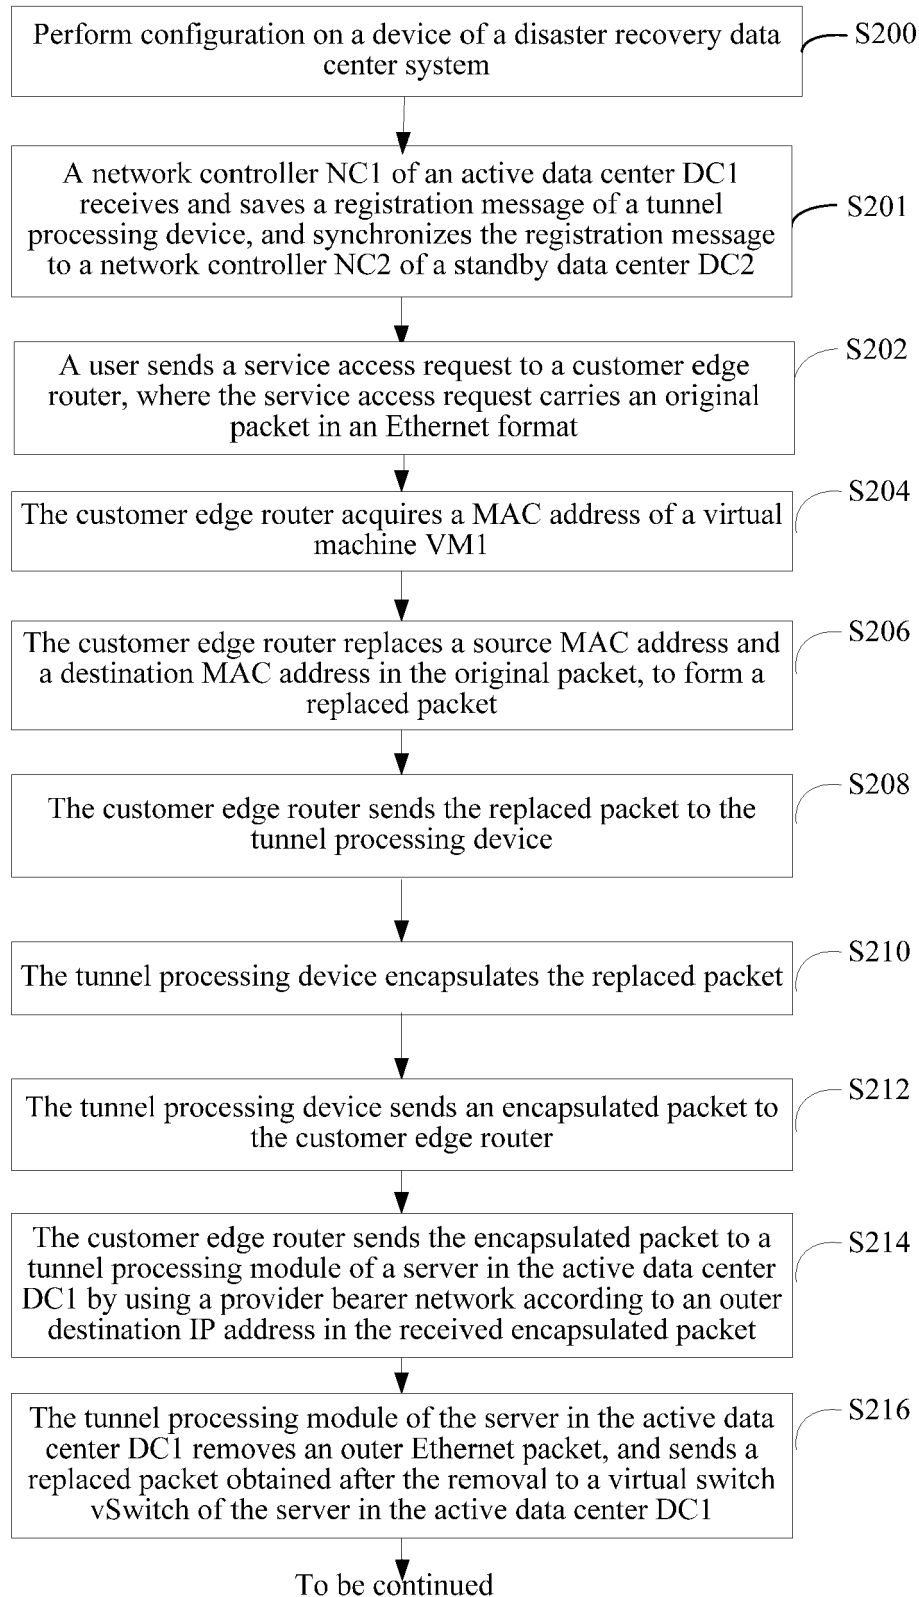 Perform configuration on a device of a disaster recovery data
center system
S200
A network controller NC1 of an active data center DC1
receives and saves a registration message of a tunnel
processing device, and synchronizes the registration message
to a network controller NC2 of a standby data center DC2
S201
A user sends a service access request to a customer edge
router, where the service access request carries an original
packet in an Ethernet format
S202
The customer edge router acquires a MAC address of a virtual
machine VM1
S204
The customer edge router replaces a source MAC address and
a destination MAC address in the original packet, to form a
replaced packet
S206
The customer edge router sends the replaced packet to the
tunnel processing device
S208
The tunnel processing device encapsulates the replaced packet
S210
The tunnel processing device sends an encapsulated packet to
the customer edge router
S212
The customer edge router sends the encapsulated packet to a
tunnel processing module of a server in the active data center
DC1 by using a provider bearer network according to an outer
destination IP address in the received encapsulated packet
S214
The tunnel processing module of the server in the active data
center DC1 removes an outer Ethernet packet, and sends a
replaced packet obtained after the removal to a virtual switch
vSwitch of the server in the active data center DC1
S216
To be continued